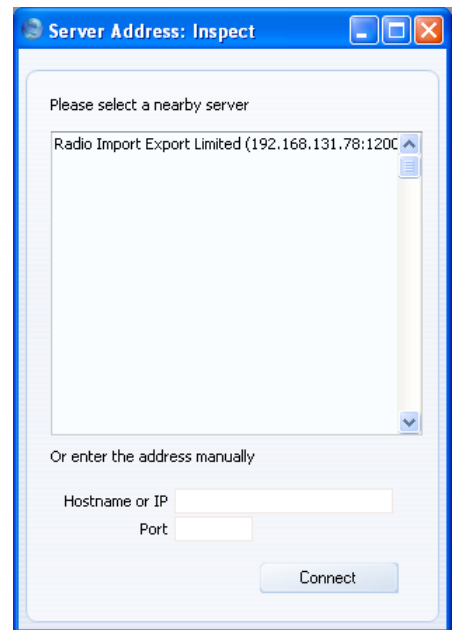 Server Address: Inspect
Please select a nearby server
Radio Import Export Limited (192.168.131.78:1200
Or enter the address manually
Hostname or IP
Port
Connect